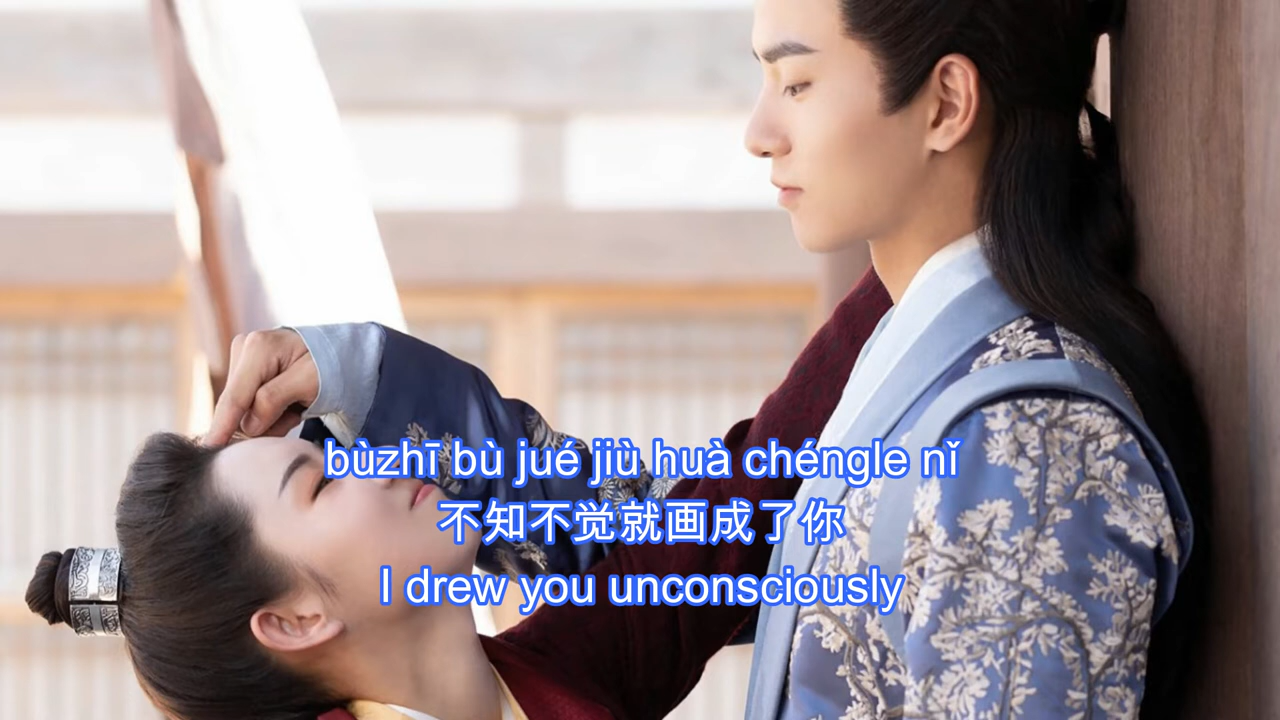 bùzhī bù jué jiù huà chéngle nǐ
不知不觉就画成了你
I drew you unconsciously